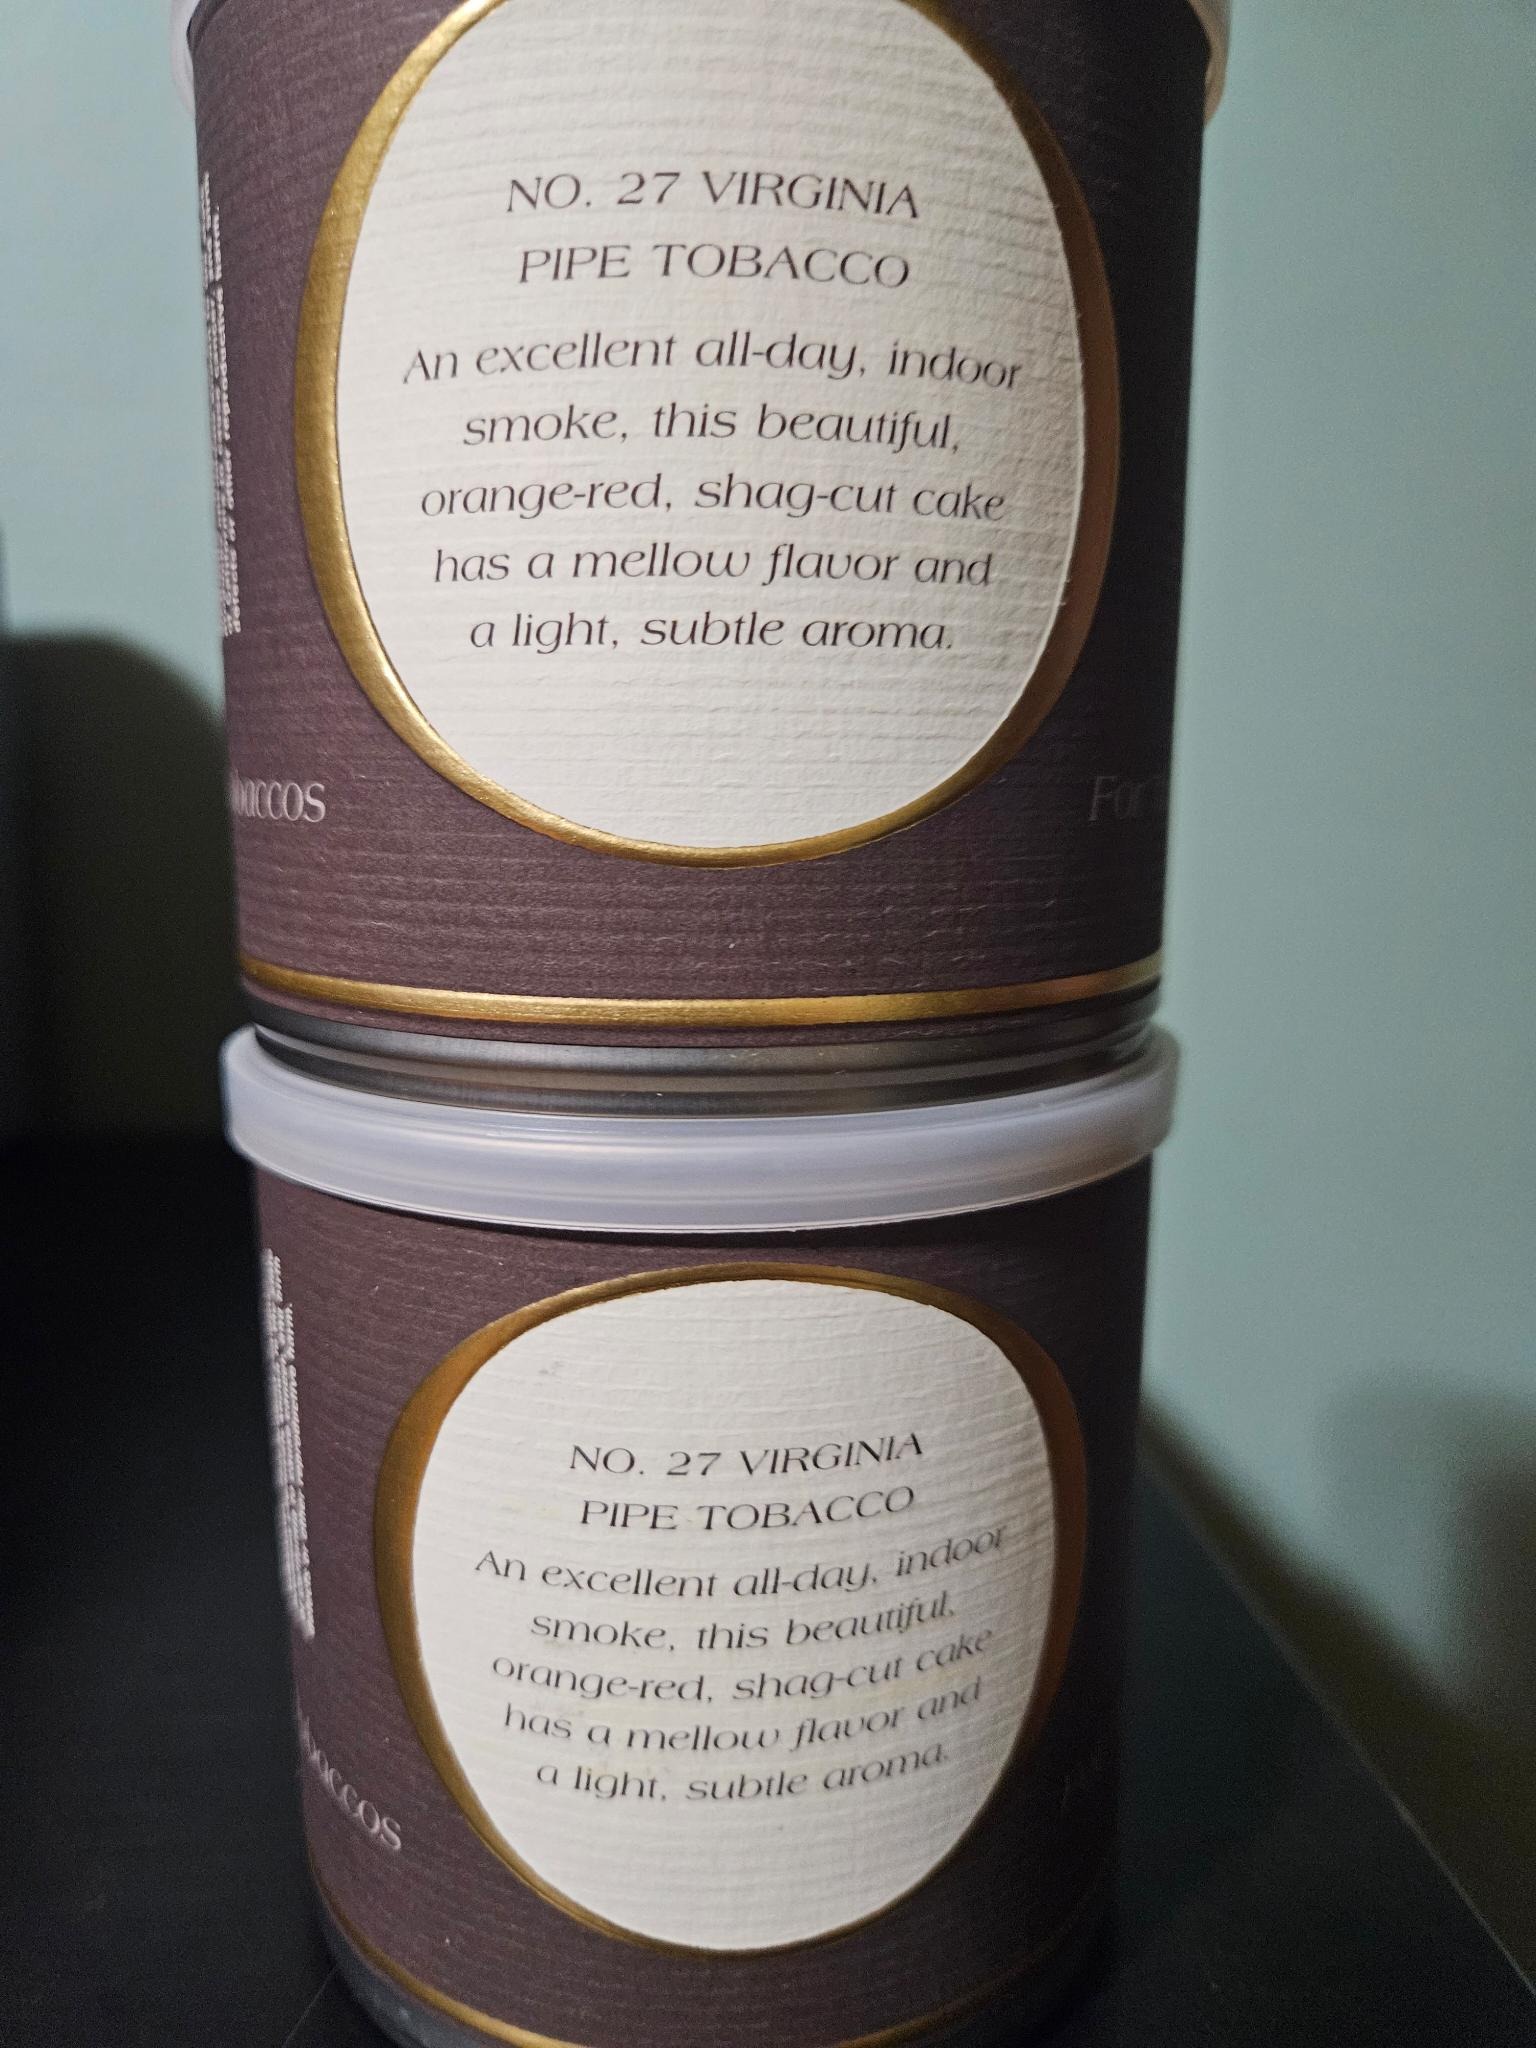 NO. 27 VIRGINIA
PIPE TOBACCO
An excellent all-day, indoor
smoke, this beautiful,
orange-red, shag-cut cake
has a mellow flavor and
a light, subtle aroma.
baccos
NO. 27 VIRGINIA
PIPE TOBACCO
An excellent all-day, indoor
smoke, this beautiful,
orange-red, shag-cut cake
has a mellow flavor and
a light, subtle aroma.
baccos